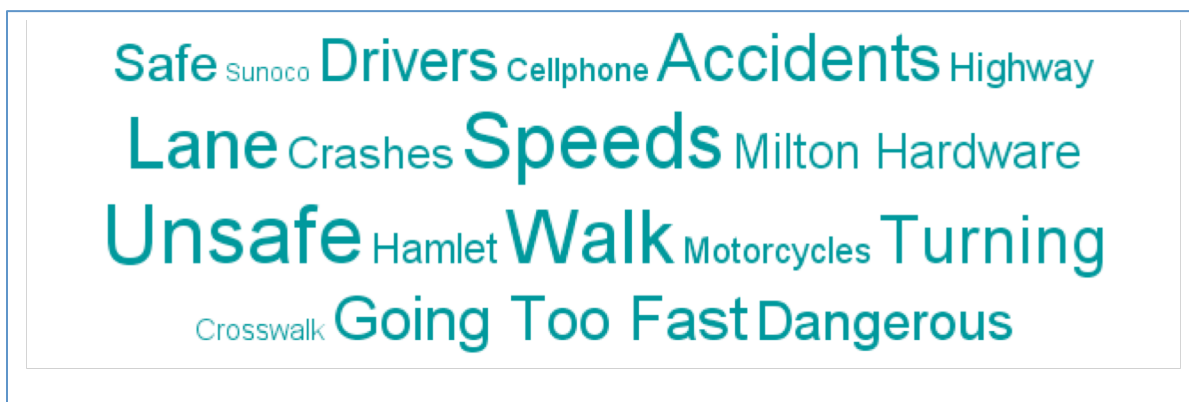 Safe Sunoco Drivers Cellphone Accidents Highway
Lane Crashes Speeds Milton Hardware
Unsafe Hamlet Walk Motorcycles Turning
Crosswalk Going Too Fast Dangerous